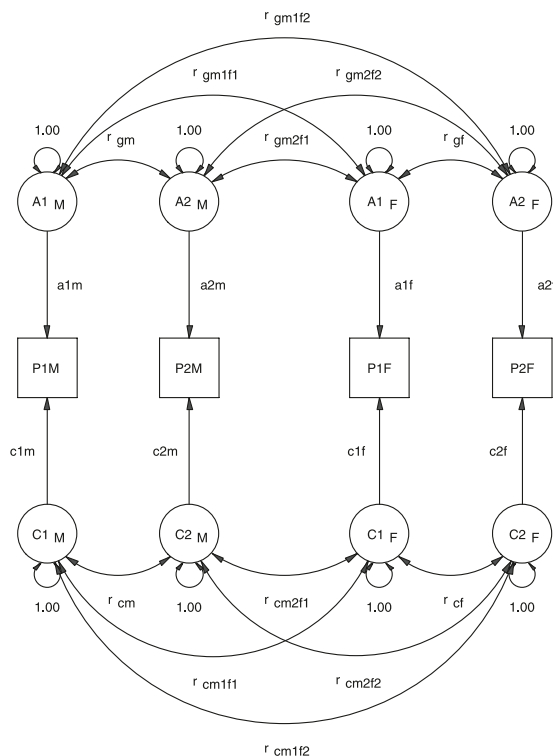 r gm1f2
r gm1f1 r gm2f2
1.00 r gm 1.00 r gm2f1 1.00 r gf 1.00
A1 M A2 M A1 F A2 F
a1m a2m a1f a2
P1M P2M P1F P2F
c1m c2m c1f c2f
C1 M C2 M C1 F C2 F
1.00 r cm 1.00 r cm2f1 1.00 r cf 1.00
r cm1f1 r cm2f2
r cm1f2